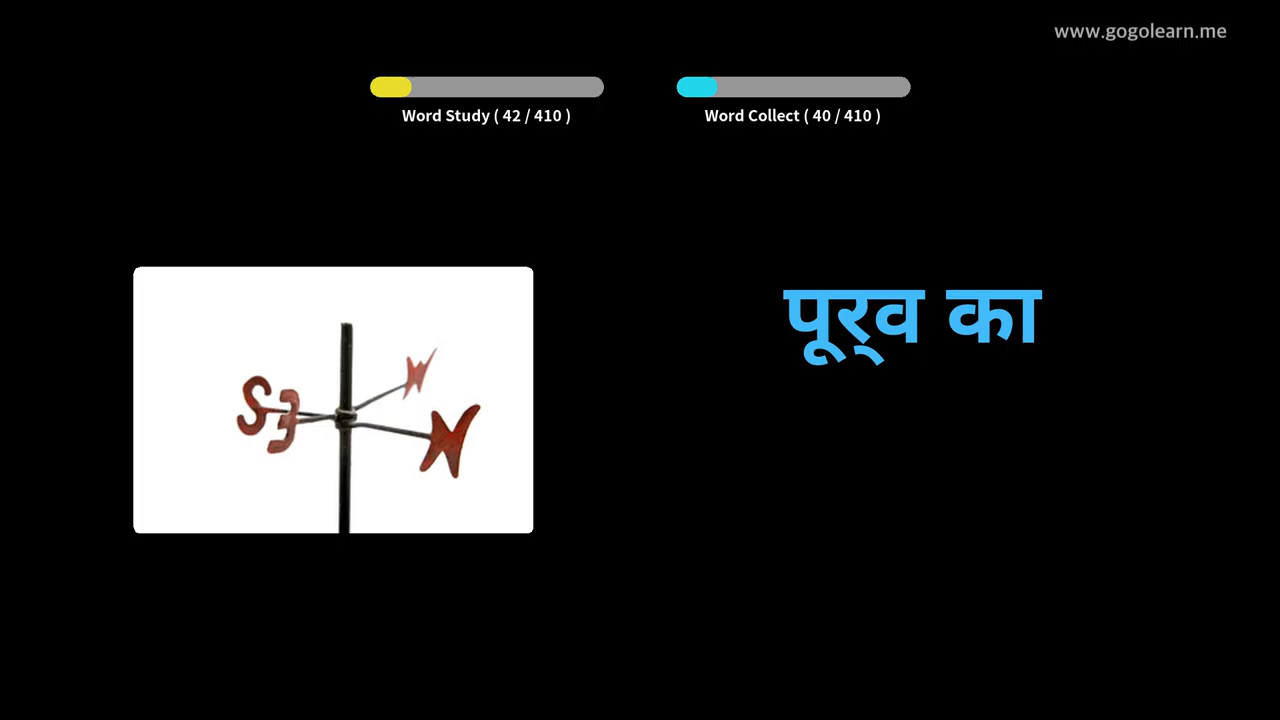 www.gogolearn.me
Word Study ( 42 / 410 )
Word Collect ( 40 / 410 )
पूर्‌व का
S
E
N